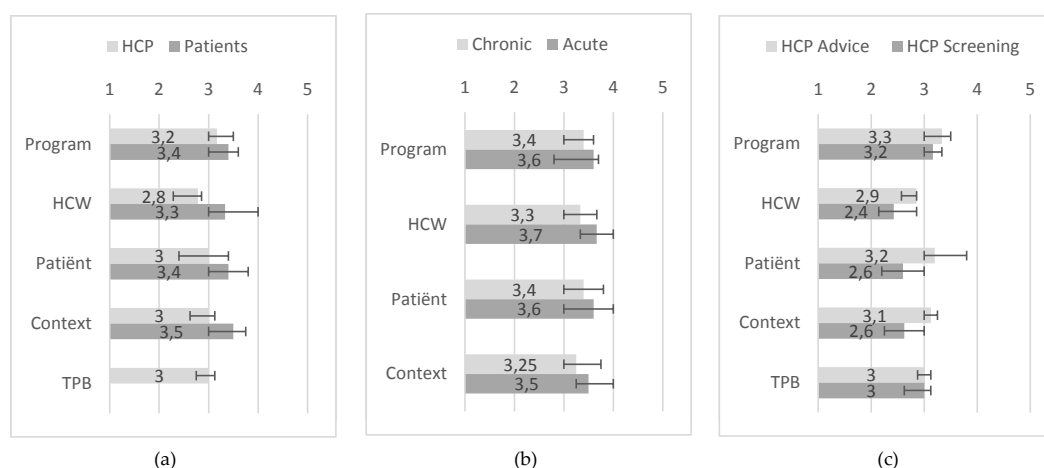 HCP Patients
1 2 3 4 5
Program 3,2
3,4
HCW 2,8
3,3
Patiënt 3
3,4
Context 3
3,5
TPB 3
(a)
Chronic Acute
1 2 3 4 5
Program 3,4
3,6
HCW 3,3
3,7
Patiënt 3,4
3,6
Context 3,25
3,5
(b)
HCP Advice HCP Screening
1 2 3 4 5
Program 3,3
3,2
HCW 2,9
2,4
Patiënt 3,2
2,6
Context 3,1
2,6
TPB 3
3
(c)